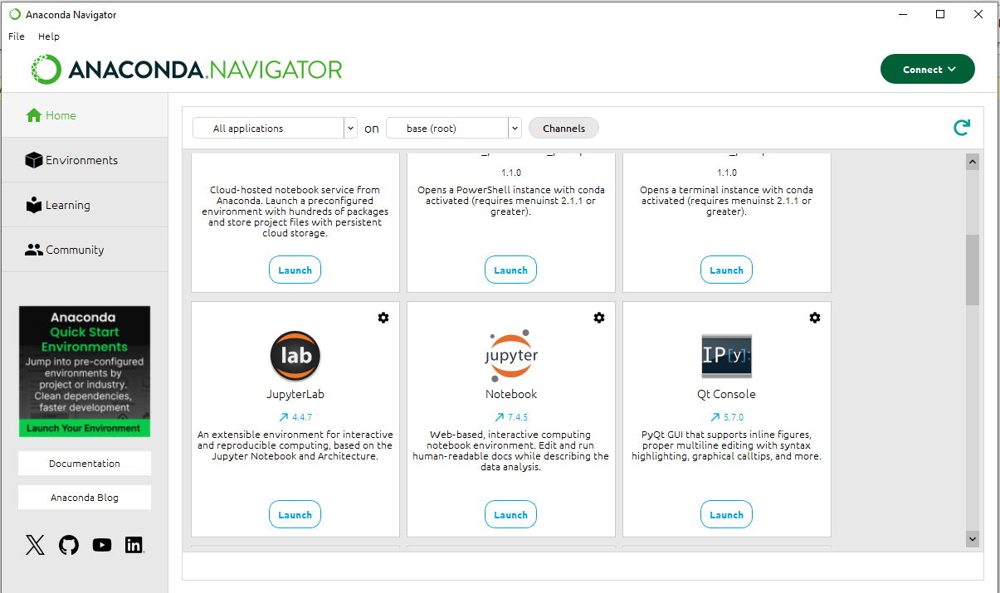 Anaconda Navigator
File Help
ANACONDA.NAVIGATOR
Connect
Home
Environments
Learning
Community
Anaconda
Quick Start
Environments
Jump into pre-configured
environments by
project or industry.
Clean dependencies,
faster development
Launch Your Environment
Documentation
Anaconda Blog
All applications on base (root) Channels
Cloud-hosted notebook service from
Anaconda. Launch a preconfigured
environment with hundreds of packages
and store project files with persistent
cloud storage.
Launch
1.1.0
Opens a PowerShell instance with conda
activated (requires menuinst 2.1.1 or
greater).
Launch
1.1.0
Opens a terminal instance with conda
activated (requires menuinst 2.1.1 or
greater).
Launch
lab
JupyterLab
4.4.7
An extensible environment for interactive
and reproducible computing, based on the
Jupyter Notebook and Architecture.
Launch
jupyter
Notebook
7.4.5
Web-based, interactive computing
notebook environment. Edit and run
human-readable docs while describing the
data analysis.
Launch
IP[y]:
Qt Console
5.7.0
PyQt GUI that supports inline figures,
proper multiline editing with syntax
highlighting, graphical calltips, and more.
Launch